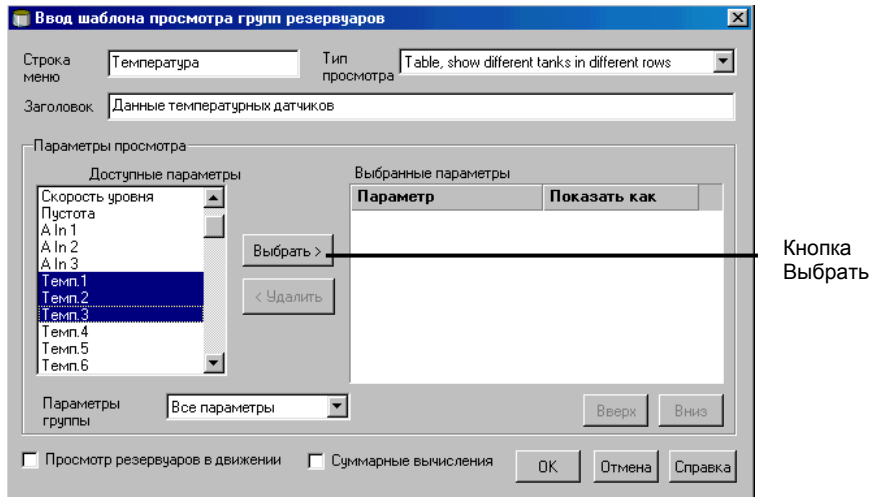 Ввод шаблона просмотра групп резервуаров
Строка меню
Температура
Тип просмотра
Table, show different tanks in different rows
Заголовок
Данные температурных датчиков
Параметры просмотра
Доступные параметры
Скорость уровня
Пустота
A In 1
A In 2
A In 3
Темп.1
Темп.2
Темп.3
Темп.4
Темп.5
Темп.6
Выбрать >
< Удалить
Выбранные параметры
Параметр
Показать как
Кнопка
Выбрать
Параметры группы
Все параметры
Вверх
Вниз
Просмотр резервуаров в движении
Суммарные вычисления
OK
Отмена
Справка